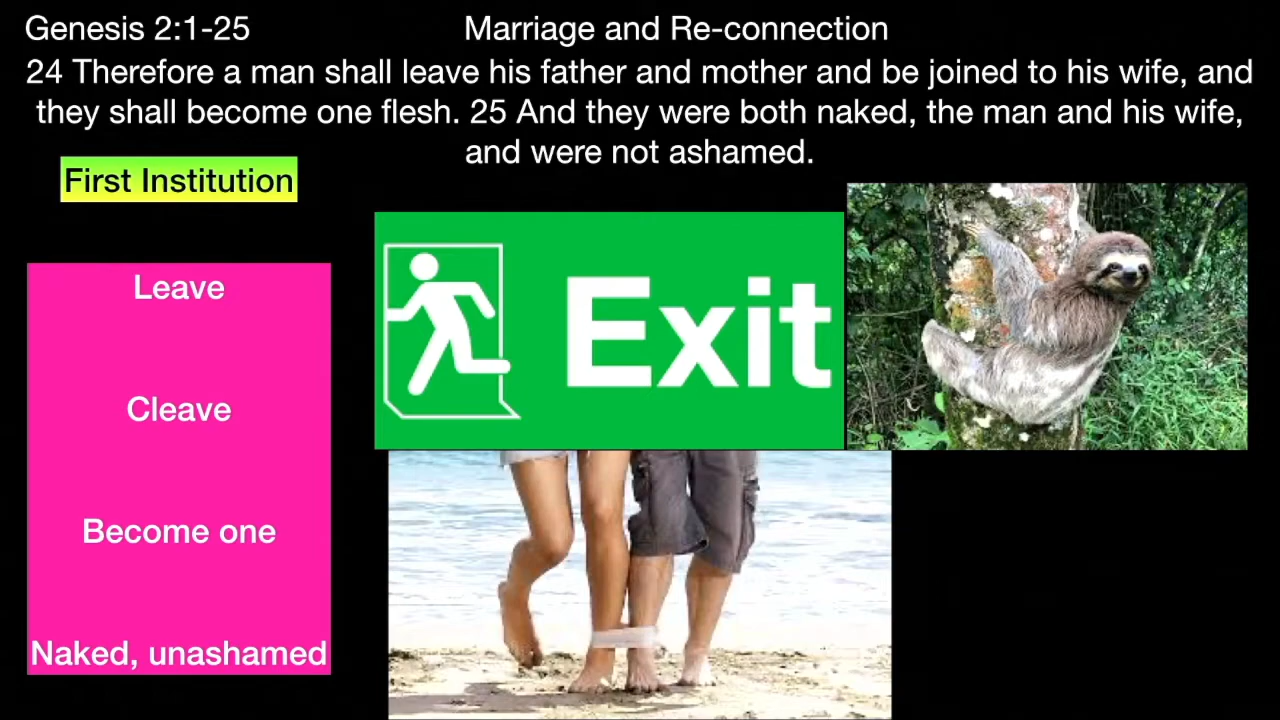 Genesis 2:1-25
Marriage and Re-connection
24 Therefore a man shall leave his father and mother and be joined to his wife, and
they shall become one flesh. 25 And they were both naked, the man and his wife,
and were not ashamed.
First Institution
Leave
Cleave
Become one
Naked, unashamed
Exit